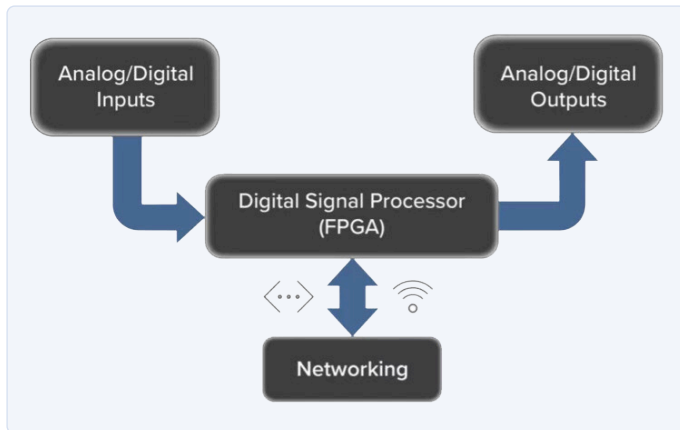 Analog/Digital
Inputs
Analog/Digital
Outputs
Digital Signal Processor
(FPGA)
Networking